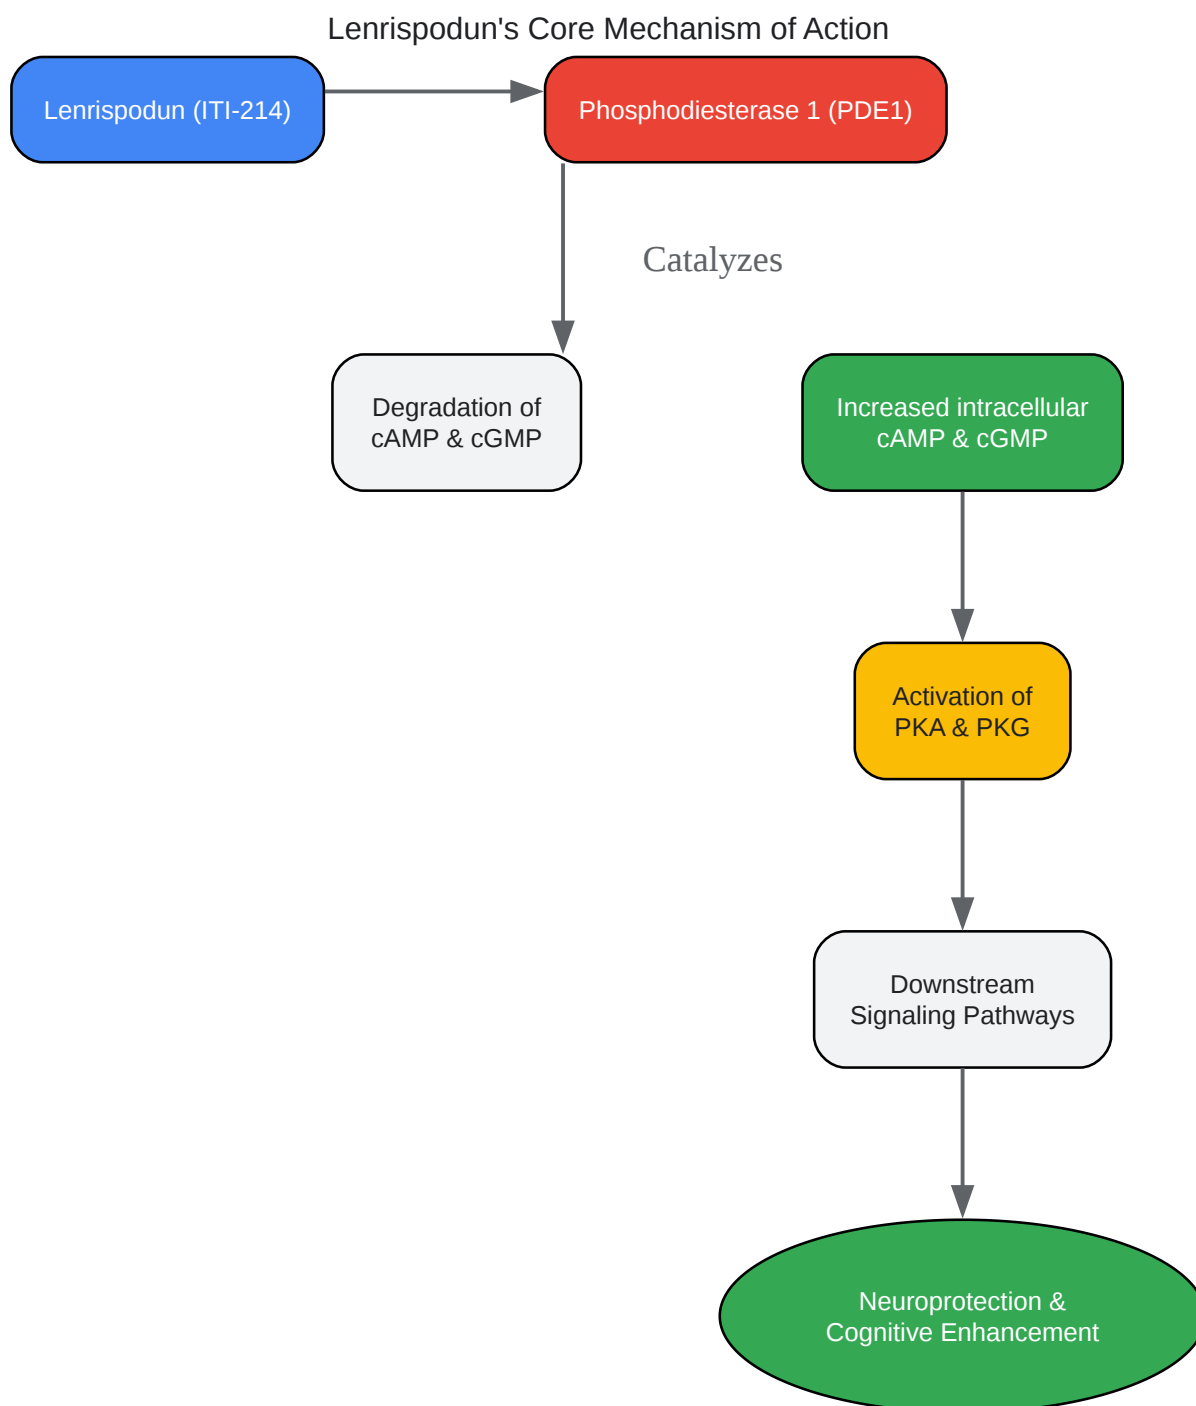 Lenrispodun's Core Mechanism of Action
Lenrispodun (ITI-214)
Phosphodiesterase 1 (PDE1)
Catalyzes
Degradation of
cAMP & cGMP
Increased intracellular
cAMP & cGMP
Activation of
PKA & PKG
Downstream
Signaling Pathways
Neuroprotection &
Cognitive Enhancement